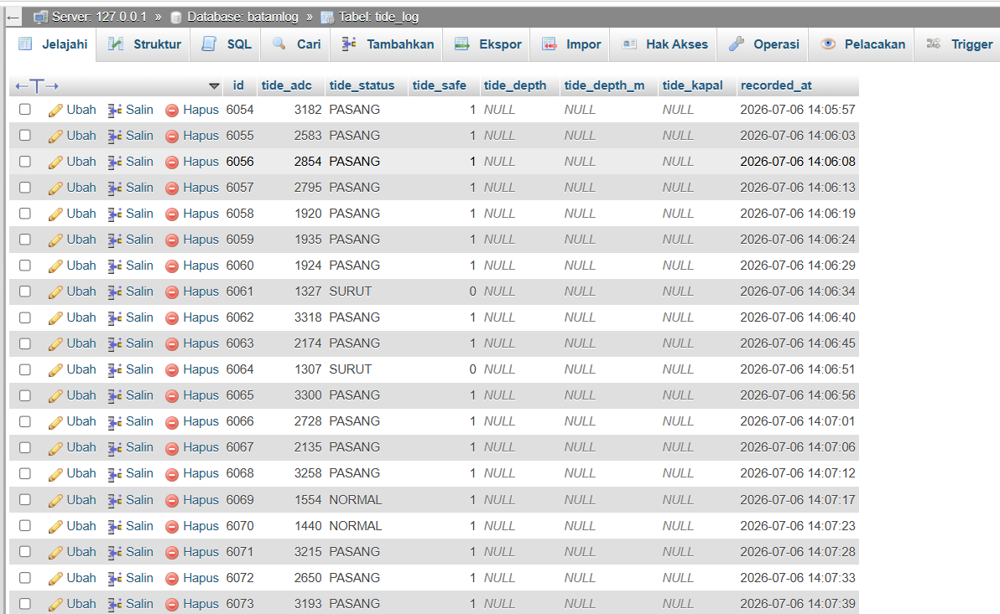 Server: 127.0.0.1 » Database: batamlog » Tabel: tide_log
Jelajahi Struktur SQL Cari Tambahkan Ekspor Impor Hak Akses Operasi Pelacakan Trigger
←T→ id tide_adc tide_status tide_safe tide_depth tide_depth_m tide_kapal recorded_at
Ubah Salin Hapus 6054 3182 PASANG 1 NULL NULL NULL 2026-07-06 14:05:57
Ubah Salin Hapus 6055 2583 PASANG 1 NULL NULL NULL 2026-07-06 14:06:03
Ubah Salin Hapus 6056 2854 PASANG 1 NULL NULL NULL 2026-07-06 14:06:08
Ubah Salin Hapus 6057 2795 PASANG 1 NULL NULL NULL 2026-07-06 14:06:13
Ubah Salin Hapus 6058 1920 PASANG 1 NULL NULL NULL 2026-07-06 14:06:19
Ubah Salin Hapus 6059 1935 PASANG 1 NULL NULL NULL 2026-07-06 14:06:24
Ubah Salin Hapus 6060 1924 PASANG 1 NULL NULL NULL 2026-07-06 14:06:29
Ubah Salin Hapus 6061 1327 SURUT 0 NULL NULL NULL 2026-07-06 14:06:34
Ubah Salin Hapus 6062 3318 PASANG 1 NULL NULL NULL 2026-07-06 14:06:40
Ubah Salin Hapus 6063 2174 PASANG 1 NULL NULL NULL 2026-07-06 14:06:45
Ubah Salin Hapus 6064 1307 SURUT 0 NULL NULL NULL 2026-07-06 14:06:51
Ubah Salin Hapus 6065 3300 PASANG 1 NULL NULL NULL 2026-07-06 14:06:56
Ubah Salin Hapus 6066 2728 PASANG 1 NULL NULL NULL 2026-07-06 14:07:01
Ubah Salin Hapus 6067 2135 PASANG 1 NULL NULL NULL 2026-07-06 14:07:06
Ubah Salin Hapus 6068 3258 PASANG 1 NULL NULL NULL 2026-07-06 14:07:12
Ubah Salin Hapus 6069 1554 NORMAL 1 NULL NULL NULL 2026-07-06 14:07:17
Ubah Salin Hapus 6070 1440 NORMAL 1 NULL NULL NULL 2026-07-06 14:07:23
Ubah Salin Hapus 6071 3215 PASANG 1 NULL NULL NULL 2026-07-06 14:07:28
Ubah Salin Hapus 6072 2650 PASANG 1 NULL NULL NULL 2026-07-06 14:07:33
Ubah Salin Hapus 6073 3193 PASANG 1 NULL NULL NULL 2026-07-06 14:07:39